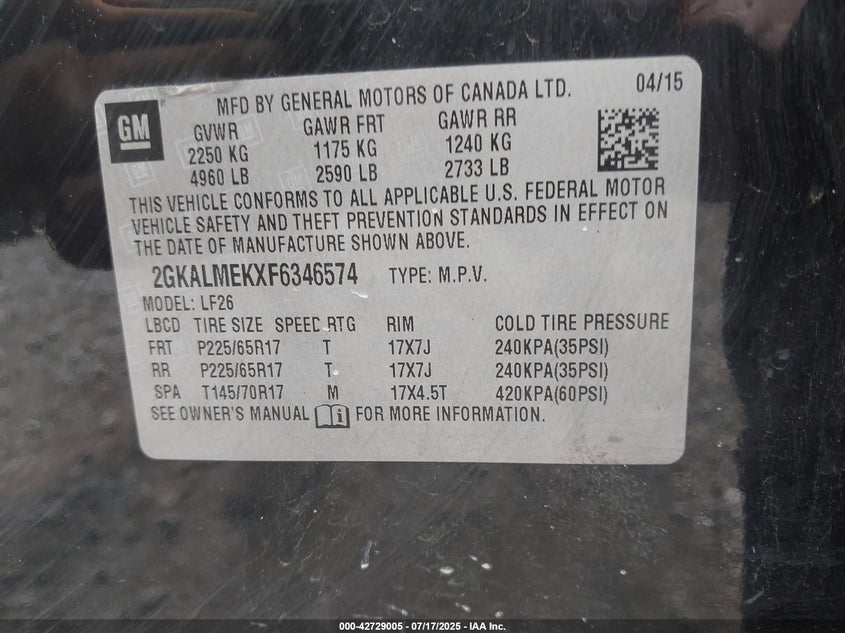 MFD BY GENERAL MOTORS OF CANADA LTD. 04/15
GM
GVWR GAWR FRT GAWR RR
2250 KG 1175 KG 1240 KG
4960 LB 2590 LB 2733 LB
THIS VEHICLE CONFORMS TO ALL APPLICABLE U.S. FEDERAL MOTOR
VEHICLE SAFETY AND THEFT PREVENTION STANDARDS IN EFFECT ON
THE DATE OF MANUFACTURE SHOWN ABOVE.
2GKALMEKXF6346574 TYPE: M.P.V.
MODEL: LF26
LBCD TIRE SIZE SPEED RTG RIM COLD TIRE PRESSURE
FRT P225/65R17 T 17X7J 240KPA(35PSI)
RR P225/65R17 T 17X7J 240KPA(35PSI)
SPA T145/70R17 M 17X4.5T 420KPA(60PSI)
SEE OWNER'S MANUAL i FOR MORE INFORMATION.
000-42729005 - 07/17/2025 - IAA Inc.